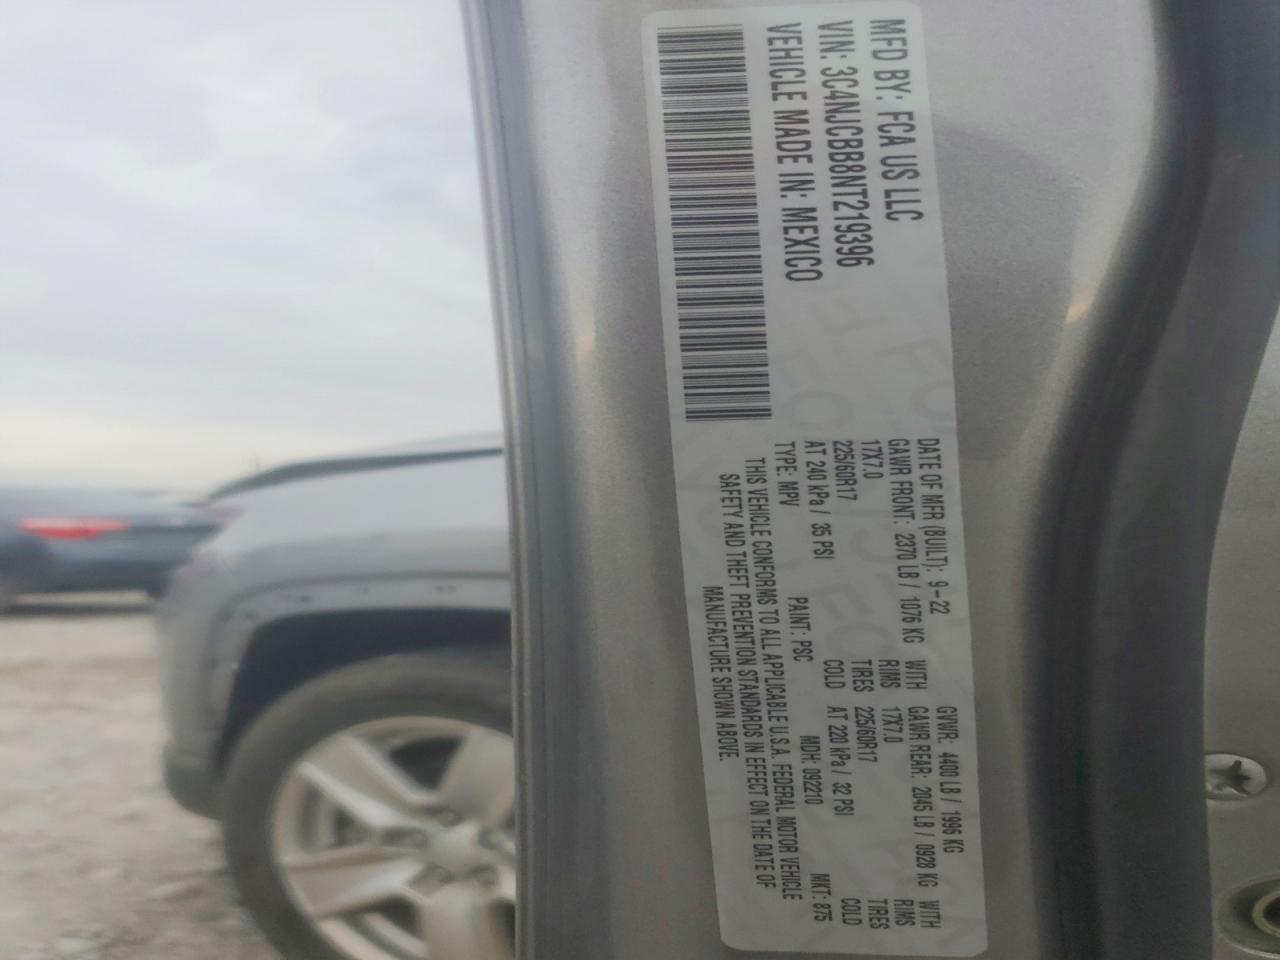 MFD BY: FCA US LLC
VIN: 3C4NJCBB8NT219396
VEHICLE MADE IN: MEXICO
DATE OF MFR (BUILT): 9-22 GVWR: 4400 LB / 1996 KG
GAWR FRONT: 2370 LB / 1076 KG WITH GAWR REAR: 2045 LB / 0928 KG WITH
17X7.0 RIMS 17X7.0 RIMS
225/60R17 TIRES 225/60R17 TIRES
AT 240 kPa / 35 PSI COLD AT 220 kPa / 32 PSI COLD
TYPE: MPV PAINT: PSC MDH: 092210 MKT: 875
THIS VEHICLE CONFORMS TO ALL APPLICABLE U.S.A. FEDERAL MOTOR VEHICLE
SAFETY AND THEFT PREVENTION STANDARDS IN EFFECT ON THE DATE OF
MANUFACTURE SHOWN ABOVE.